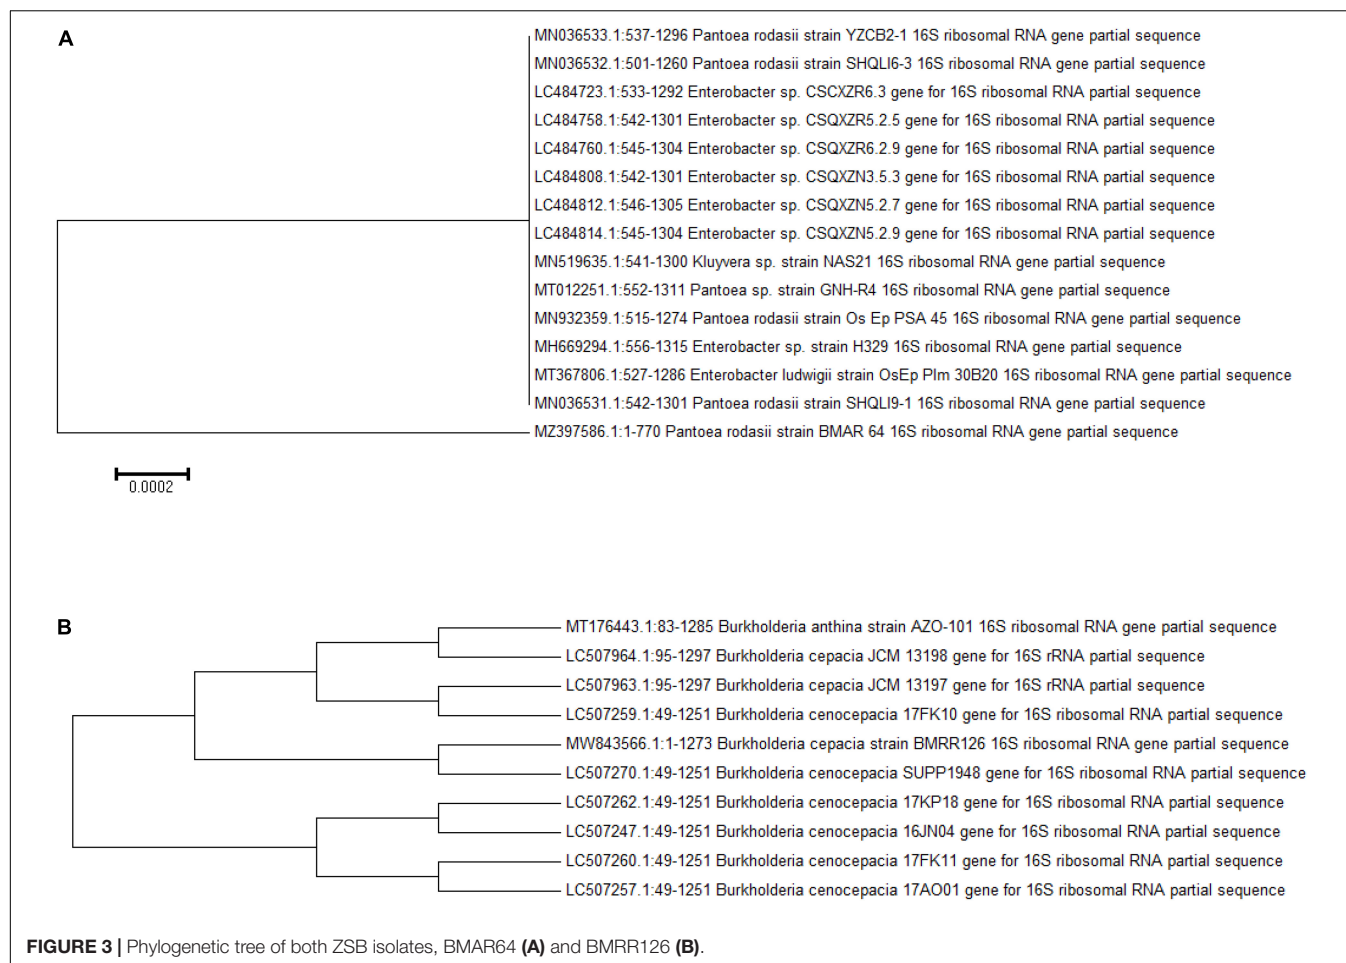 A
MN036533.1:537-1296 Pantoea rodasii strain YZCB2-1 16S ribosomal RNA gene partial sequence
MN036532.1:501-1260 Pantoea rodasii strain SHQLI6-3 16S ribosomal RNA gene partial sequence
LC484723.1:533-1292 Enterobacter sp. CSCXZR6.3 gene for 16S ribosomal RNA partial sequence
LC484758.1:542-1301 Enterobacter sp. CSQXZR5.2.5 gene for 16S ribosomal RNA partial sequence
LC484760.1:545-1304 Enterobacter sp. CSQXZR6.2.9 gene for 16S ribosomal RNA partial sequence
LC484808.1:542-1301 Enterobacter sp. CSQXZN3.5.3 gene for 16S ribosomal RNA partial sequence
LC484812.1:546-1305 Enterobacter sp. CSQXZN5.2.7 gene for 16S ribosomal RNA partial sequence
LC484814.1:545-1304 Enterobacter sp. CSQXZN5.2.9 gene for 16S ribosomal RNA partial sequence
MN519635.1:541-1300 Kluyvera sp. strain NAS21 16S ribosomal RNA gene partial sequence
MT012251.1:552-1311 Pantoea sp. strain GNH-R4 16S ribosomal RNA gene partial sequence
MN932359.1:515-1274 Pantoea rodasii strain Os Ep PSA 45 16S ribosomal RNA gene partial sequence
MH669294.1:556-1315 Enterobacter sp. strain H329 16S ribosomal RNA gene partial sequence
MT367806.1:527-1286 Enterobacter ludwigii strain OsEp Plm 30B20 16S ribosomal RNA gene partial sequence
MN036531.1:542-1301 Pantoea rodasii strain SHQLI9-1 16S ribosomal RNA gene partial sequence
MZ397586.1:1-770 Pantoea rodasii strain BMAR 64 16S ribosomal RNA gene partial sequence
0.0002
B
MT176443.1:83-1285 Burkholderia anthina strain AZO-101 16S ribosomal RNA gene partial sequence
LC507964.1:95-1297 Burkholderia cepacia JCM 13198 gene for 16S rRNA partial sequence
LC507963.1:95-1297 Burkholderia cepacia JCM 13197 gene for 16S rRNA partial sequence
LC507259.1:49-1251 Burkholderia cenocepacia 17FK10 gene for 16S ribosomal RNA partial sequence
MW843566.1:1-1273 Burkholderia cepacia strain BMRR126 16S ribosomal RNA gene partial sequence
LC507270.1:49-1251 Burkholderia cenocepacia SUPP1948 gene for 16S ribosomal RNA partial sequence
LC507262.1:49-1251 Burkholderia cenocepacia 17KP18 gene for 16S ribosomal RNA partial sequence
LC507247.1:49-1251 Burkholderia cenocepacia 16JN04 gene for 16S ribosomal RNA partial sequence
LC507260.1:49-1251 Burkholderia cenocepacia 17FK11 gene for 16S ribosomal RNA partial sequence
LC507257.1:49-1251 Burkholderia cenocepacia 17AO01 gene for 16S ribosomal RNA partial sequence
FIGURE 3 | Phylogenetic tree of both ZSB isolates, BMAR64 (A) and BMRR126 (B).